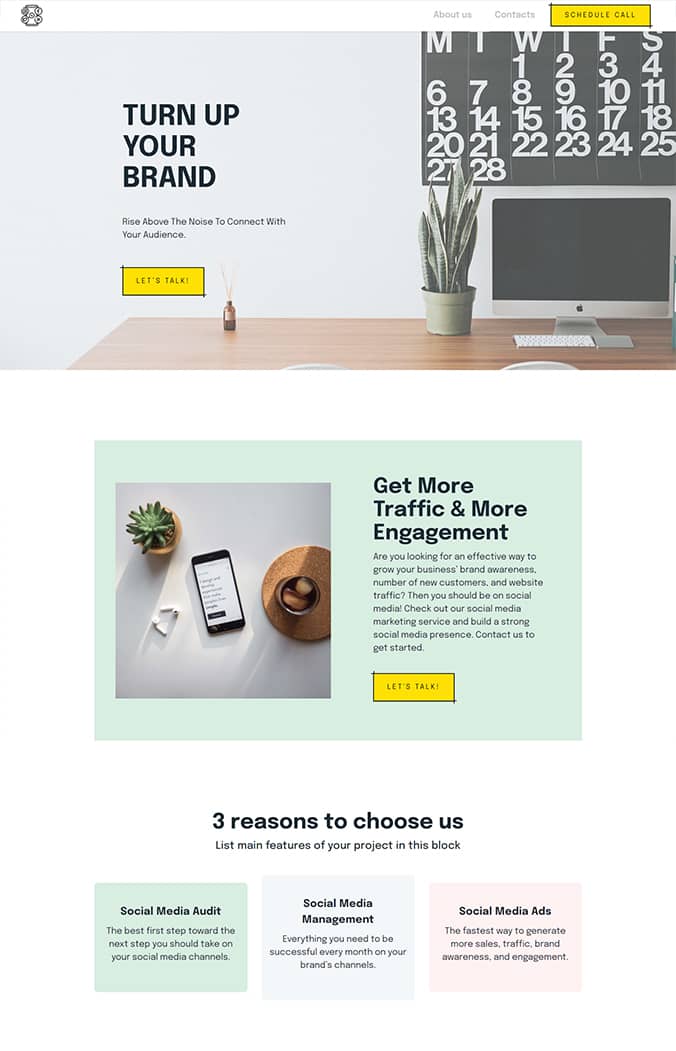 About us Contacts SCHEDULE CALL
M T W T F S
1 2 3 4
6 7 8 9 10 11
13 14 15 16 17 18
20 21 22 23 24 25
27 28
TURN UP
YOUR
BRAND
Rise Above The Noise To Connect With
Your Audience.
LET'S TALK!
Get More
Traffic & More
Engagement
Are you looking for an effective way to
grow your business' brand awareness,
number of new customers, and website
traffic? Then you should be on social
media! Check out our social media
marketing service and build a strong
social media presence. Contact us to
get started.
LET'S TALK!
3 reasons to choose us
List main features of your project in this block
Social Media Audit
The best first step toward the
next step you should take on
your social media channels.
Social Media
Management
Everything you need to be
successful every month on your
brand's channels.
Social Media Ads
The fastest way to generate
more sales, traffic, brand
awareness, and engagement.